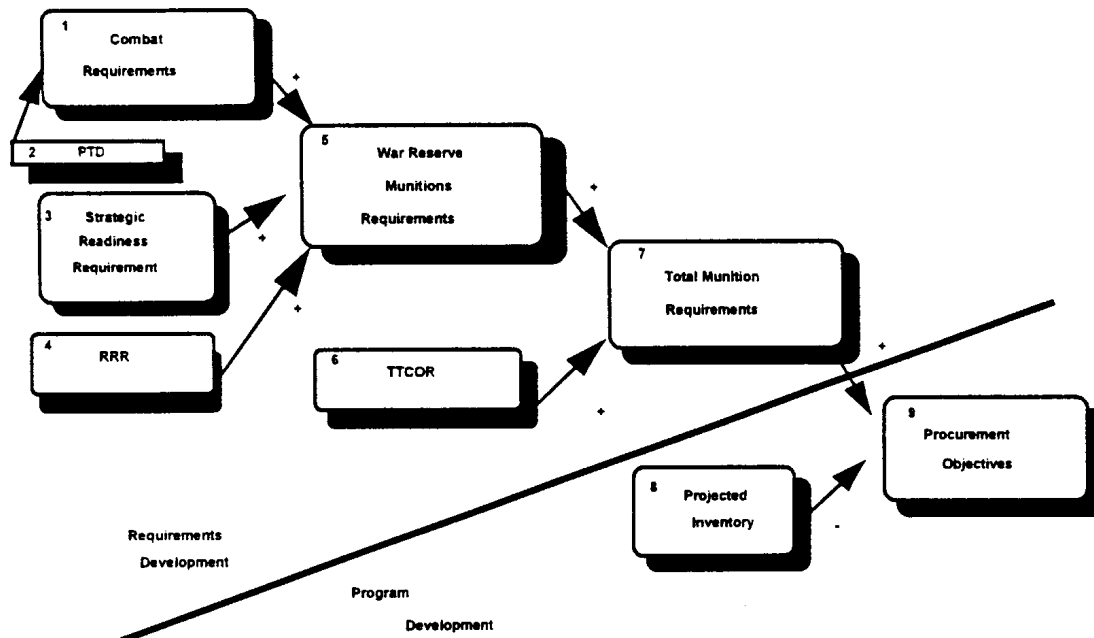 1
Combat
Requirements
+
2 PTD
3 Strategic
Readiness
Requirement
+
4 RRR
+
5 War Reserve
Munitions
Requirements
+
6 TTCOR
+
7
Total Munition
Requirements
+
8 Projected
Inventory
-
9
Procurement
Objectives
Requirements
Development
Program
Development